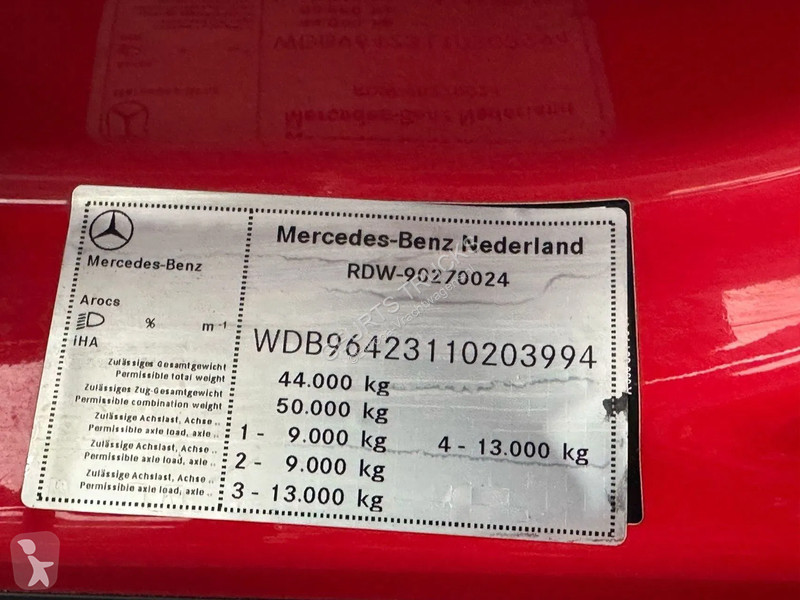 Mercedes-Benz
Arocs
% m-1
iHA
Zulässiges Gesamtgewicht
Permissible total weight
Zulässiges Zug-Gesamtgewicht
Permissible combination weight
Zulässige Achslast, Achse ..
Permissible axle load, axle ..
Zulässige Achslast, Achse ..
Permissible axle load, axle ..
Zulässige Achslast, Achse ..
Permissible axle load, axle ..
Mercedes-Benz Nederland
RDW-90270024
WDB96423110203994
44.000 kg
50.000 kg
1 - 9.000 kg 4 - 13.000 kg
2 - 9.000 kg
3 - 13.000 kg